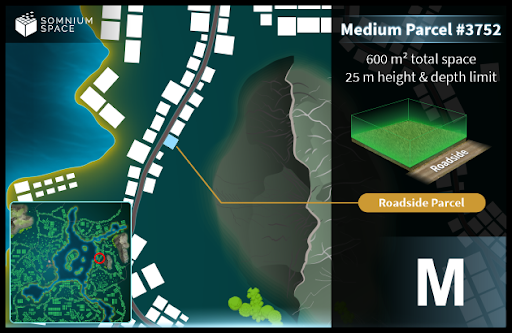 SOMNIUM
SPACE
Medium Parcel #3752
600 m² total space
25 m height & depth limit
Roadside
Roadside Parcel
M